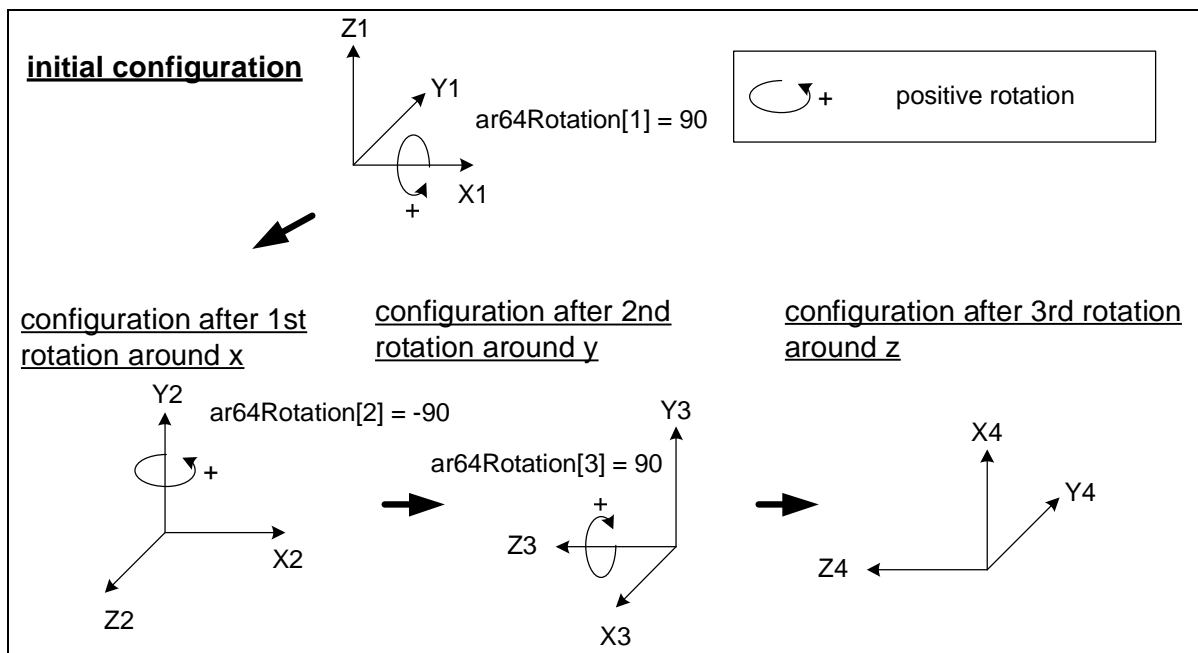 initial configuration
Z1
Y1
ar64Rotation[1] = 90
X1
+
+
positive rotation
configuration after 1st
rotation around x
Y2
ar64Rotation[2] = -90
+
X2
Z2
configuration after 2nd
rotation around y
Y3
ar64Rotation[3] = 90
+
Z3
X3
configuration after 3rd rotation
around z
X4
Y4
Z4